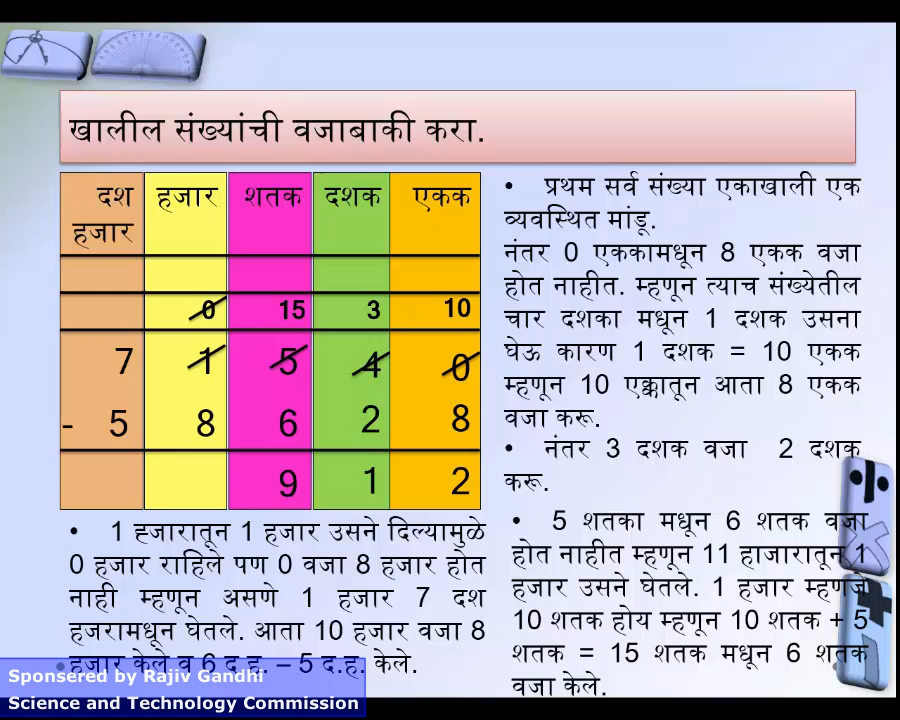 खालील संख्यांची वजाबाकी करा.
दश हजार हजार शतक दशक एकक
0 15 3 10
7 1 5 4 0
- 5 8 6 2 8
9 1 2
• 1 ह्जारातून 1 हजार उसने दिल्यामुळे
0 हजार राहिले पण 0 वजा 8 हजार होत
नाही म्हणून असणे 1 हजार 7 दश
हजरामधून घेतले. आता 10 हजार वजा 8
हजार केले व 6 द.ह. – 5 द.ह. केले.
• प्रथम सर्व संख्या एकाखाली एक
व्यवस्थित मांडू.
नंतर 0 एककामधून 8 एकक वजा
होत नाहीत. म्हणून त्याच संख्येतील
चार दशका मधून 1 दशक उसना
घेऊ कारण 1 दशक = 10 एकक
म्हणून 10 एक्कातून आता 8 एकक
वजा करू.
• नंतर 3 दशक वजा 2 दशक
करू.
• 5 शतका मधून 6 शतक वजा
होत नाहीत म्हणून 11 हाजारातून 1
हजार उसने घेतले. 1 हजार म्हणजे
10 शतक होय म्हणून 10 शतक + 5
शतक = 15 शतक मधून 6 शतक
वजा केले.
Sponsered by Rajiv Gandhi
Science and Technology Commission